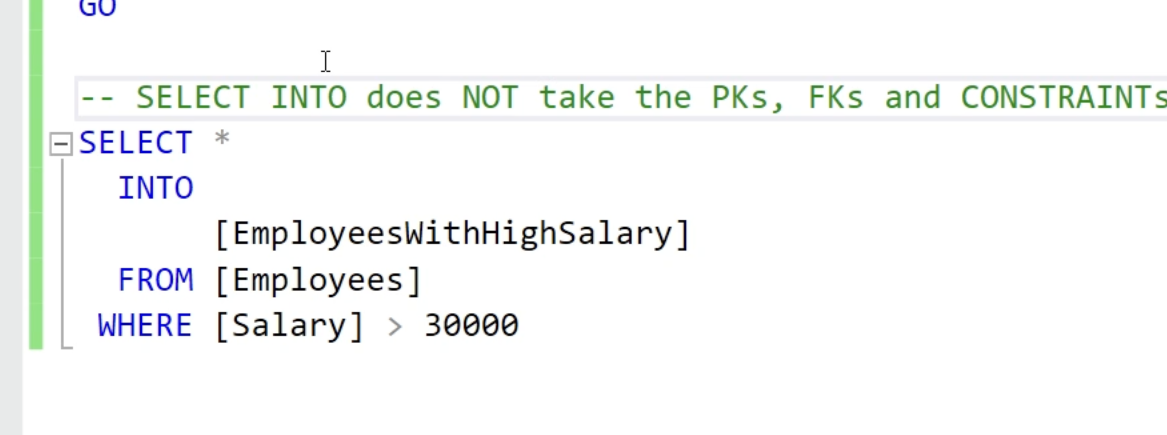 GO
-- SELECT INTO does NOT take the PKs, FKs and CONSTRAINTs
SELECT *
INTO
[EmployeesWithHighSalary]
FROM [Employees]
WHERE [Salary] > 30000